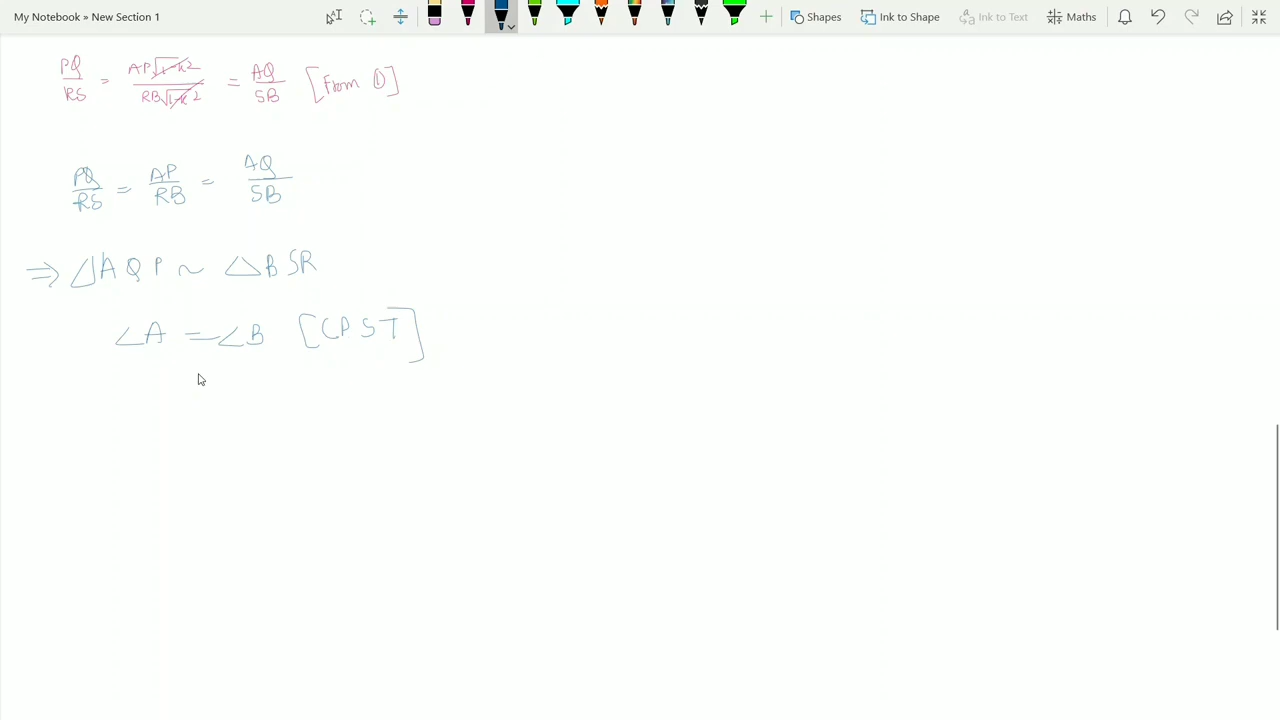 My Notebook » New Section 1
Shapes
Ink to Shape
Ink to Text
Maths
PQ/RS = AP√1-k²/RB√1-k² = AQ/SB [From ①]
PQ/RS = AP/RB = AQ/SB
⇒ △AQP ~ △BSR
∠A = ∠B [CPST]